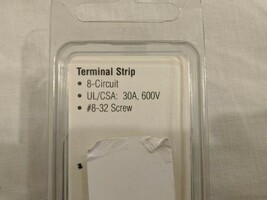 Terminal Strip
• 8-Circuit
• UL/CSA: 30A, 600V
• #8-32 Screw